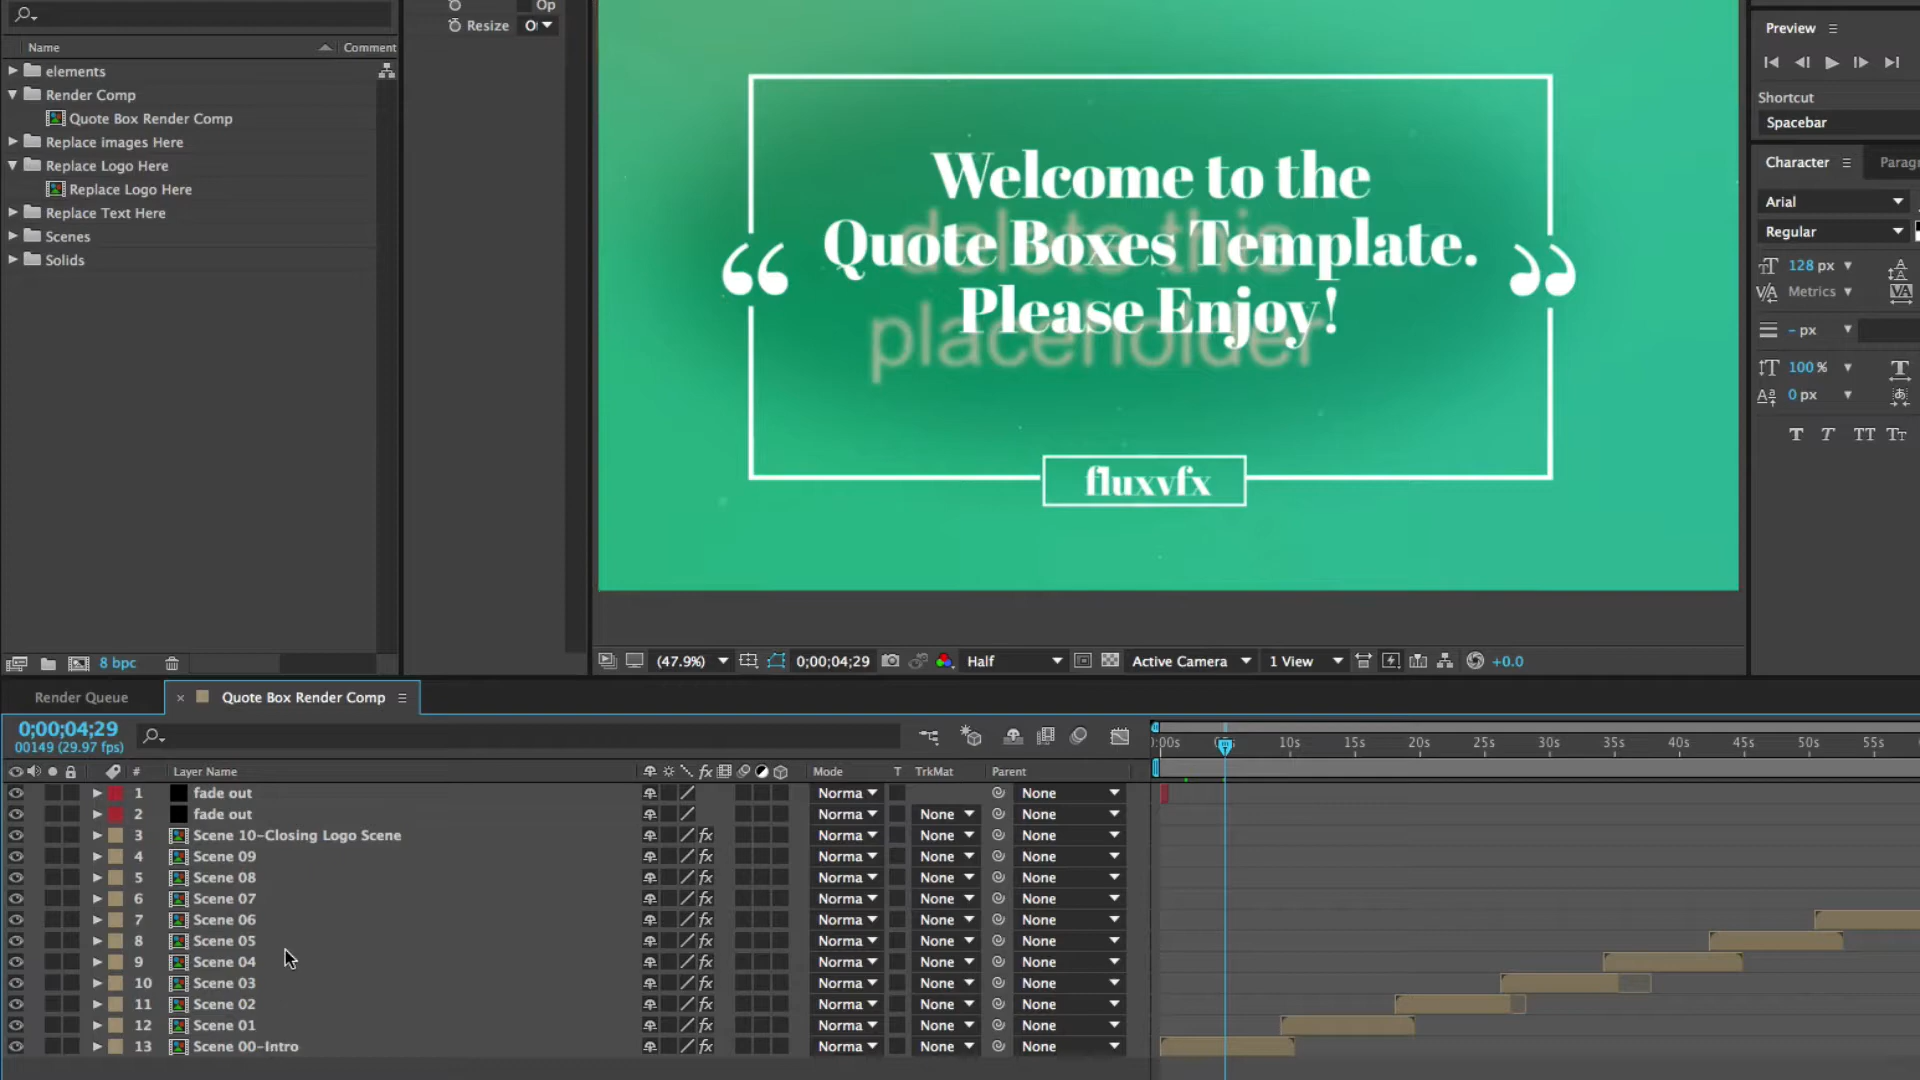 Op
Resize
Name
Comment
elements
Render Comp
Quote Box Render Comp
Replace images Here
Replace Logo Here
Replace Logo Here
Replace Text Here
Scenes
Solids
8 bpc
Welcome to the
Quote Boxes Template.
Please Enjoy!
delete this
placeholder
“
”
fluxvfx
(47.9%)
0;00;04;29
Half
Active Camera
1 View
+0.0
Preview
Shortcut
Spacebar
Character
Paragr
Arial
Regular
128 px
Metrics
- px
100 %
0 px
Render Queue
Quote Box Render Comp
0;00;04;29
00149 (29.97 fps)
:00s 10s 15s 20s 25s 30s 35s 40s 45s 50s 55s
# Layer Name Mode T TrkMat Parent
1 fade out Norma None
2 fade out Norma None None
3 Scene 10-Closing Logo Scene Norma None None
4 Scene 09 Norma None None
5 Scene 08 Norma None None
6 Scene 07 Norma None None
7 Scene 06 Norma None None
8 Scene 05 Norma None None
9 Scene 04 Norma None None
10 Scene 03 Norma None None
11 Scene 02 Norma None None
12 Scene 01 Norma None None
13 Scene 00-Intro Norma None None